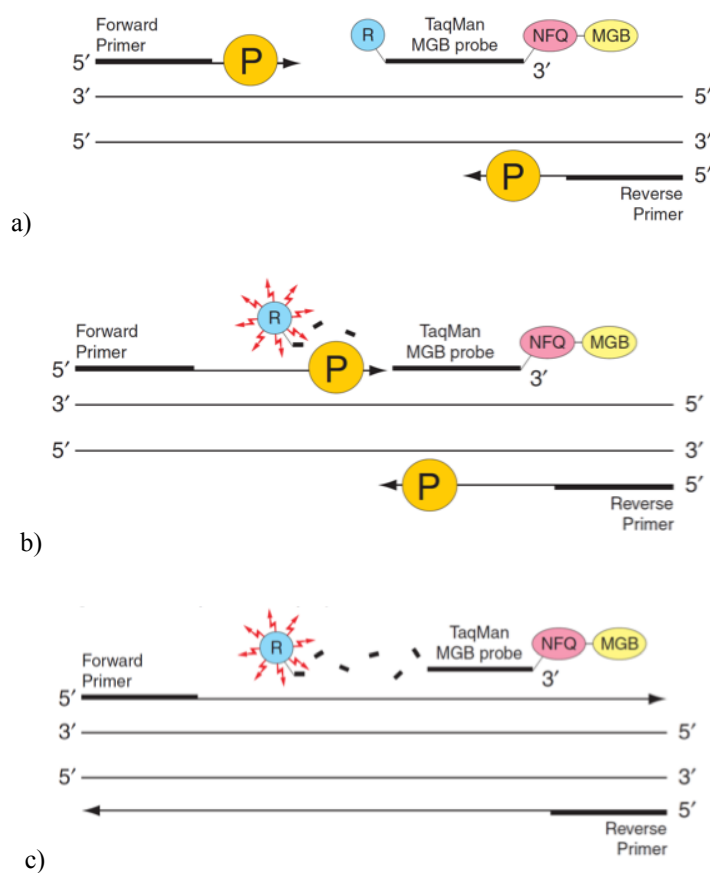 Forward
Primer
5′
P
R
TaqMan
MGB probe
NFQ
MGB
3′
3′
5′
5′
3′
P
5′
Reverse
Primer
a)
R
Forward
Primer
5′
P
TaqMan
MGB probe
NFQ
MGB
3′
3′
5′
5′
3′
P
5′
Reverse
Primer
b)
R
Forward
Primer
5′
TaqMan
MGB probe
NFQ
MGB
3′
3′
5′
5′
3′
5′
Reverse
Primer
c)